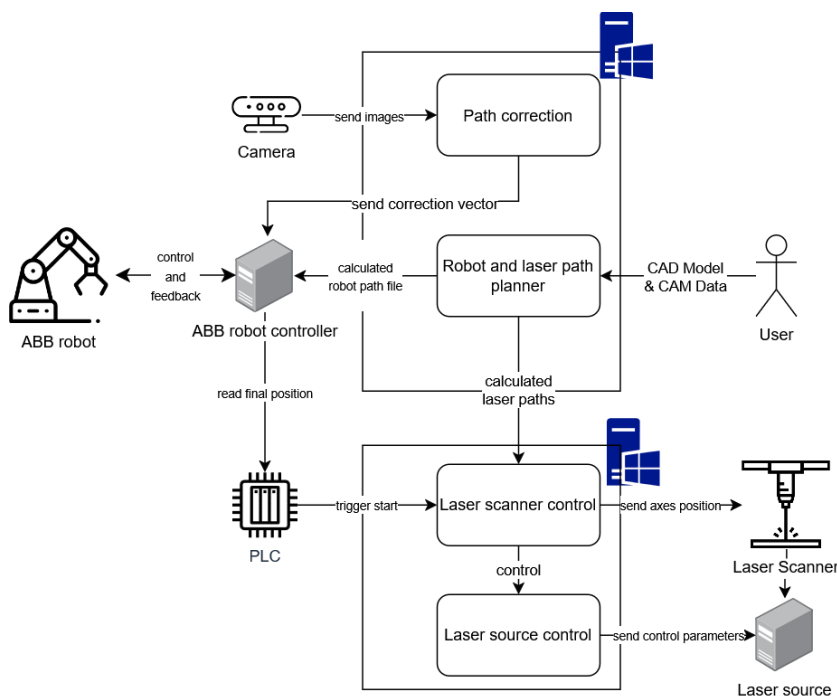 Path correction
send images
Camera
send correction vector
control
and
feedback
calculated
robot path file
Robot and laser path
planner
CAD Model
& CAM Data
ABB robot
ABB robot controller
User
read final position
calculated
laser paths
trigger start
Laser scanner control
send axes position
PLC
Laser Scanner
control
Laser source control
send control parameters
Laser source